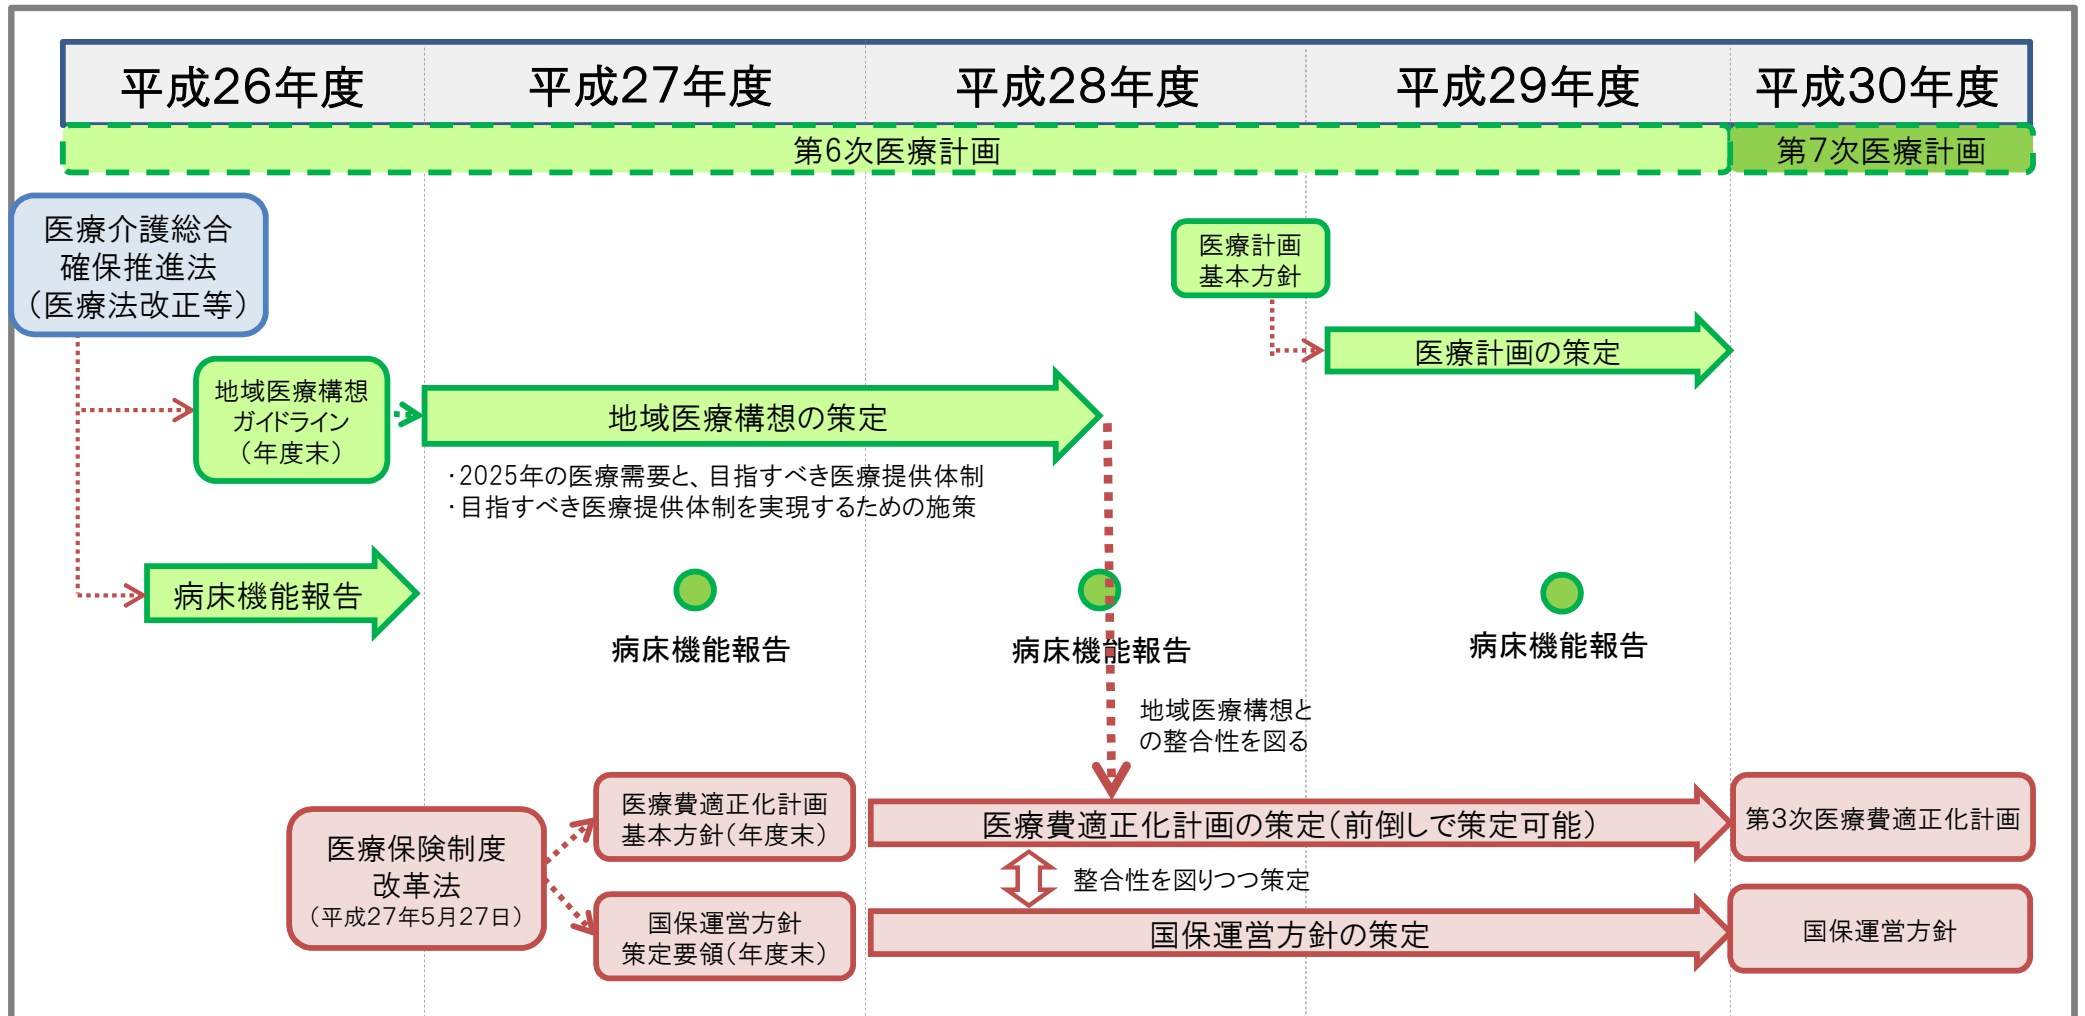 平成26年度
平成27年度
平成28年度
平成29年度
平成30年度
第6次医療計画
第7次医療計画
医療介護総合
確保推進法
（医療法改正等）
医療計画
基本方針
医療計画の策定
地域医療構想
ガイドライン
（年度末）
地域医療構想の策定
・2025年の医療需要と、目指すべき医療提供体制
・目指すべき医療提供体制を実現するための施策
病床機能報告
病床機能報告
病床機能報告
病床機能報告
地域医療構想と
の整合性を図る
医療保険制度
改革法
（平成27年5月27日）
医療費適正化計画
基本方針（年度末）
医療費適正化計画の策定（前倒しで策定可能）
第3次医療費適正化計画
整合性を図りつつ策定
国保運営方針
策定要領（年度末）
国保運営方針の策定
国保運営方針